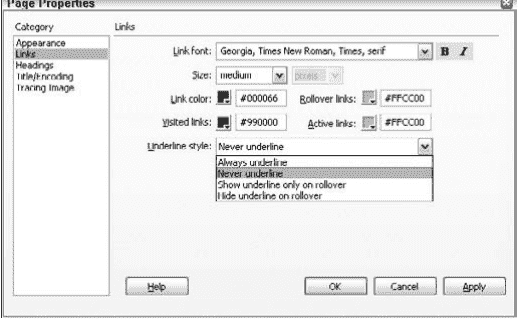 Page Properties
Category
Links
Appearance
Links
Headings
Title/Encoding
Tracing Image
Link font: Georgia, Times New Roman, Times, serif B I
Size: medium pixels
Link color: #000066 Rollover links: #FFCC00
Visited links: #990000 Active links: #FFCC00
Underline style: Never underline
Always underline
Never underline
Show underline only on rollover
Hide underline on rollover
Help OK Cancel Apply